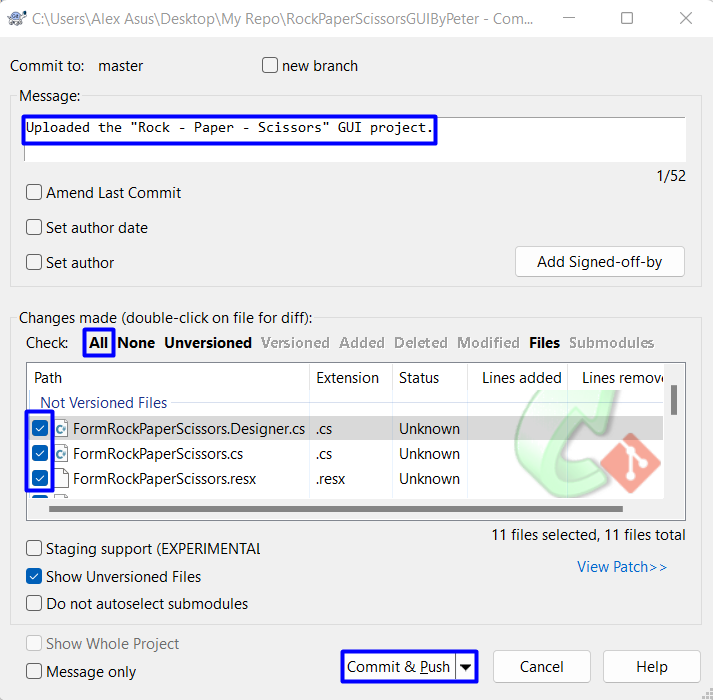 C:\Users\Alex Asus\Desktop\My Repo\RockPaperScissorsGUIByPeter - Com...
Commit to: master new branch
Message:
Uploaded the "Rock - Paper - Scissors" GUI project.
1/52
Amend Last Commit
Set author date
Set author
Add Signed-off-by
Changes made (double-click on file for diff):
Check: All None Unversioned Versioned Added Deleted Modified Files Submodules
Path Extension Status Lines added Lines remove
Not Versioned Files
FormRockPaperScissors.Designer.cs .cs Unknown
FormRockPaperScissors.cs .cs Unknown
FormRockPaperScissors.resx .resx Unknown
11 files selected, 11 files total
Staging support (EXPERIMENTAL
Show Unversioned Files
View Patch>>
Do not autoselect submodules
Show Whole Project
Message only
Commit & Push
Cancel
Help